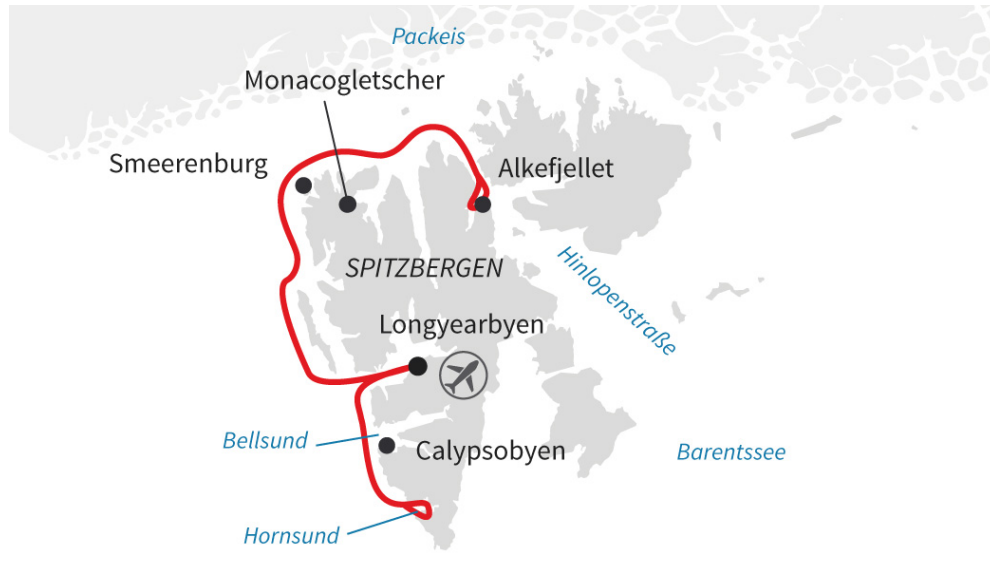 Packeis
Monacogletscher
Smeerenburg
Alkefjellet
SPITZBERGEN
Hinlopenstraße
Longyearbyen
Bellsund
Calypsobyen
Barentssee
Hornsund